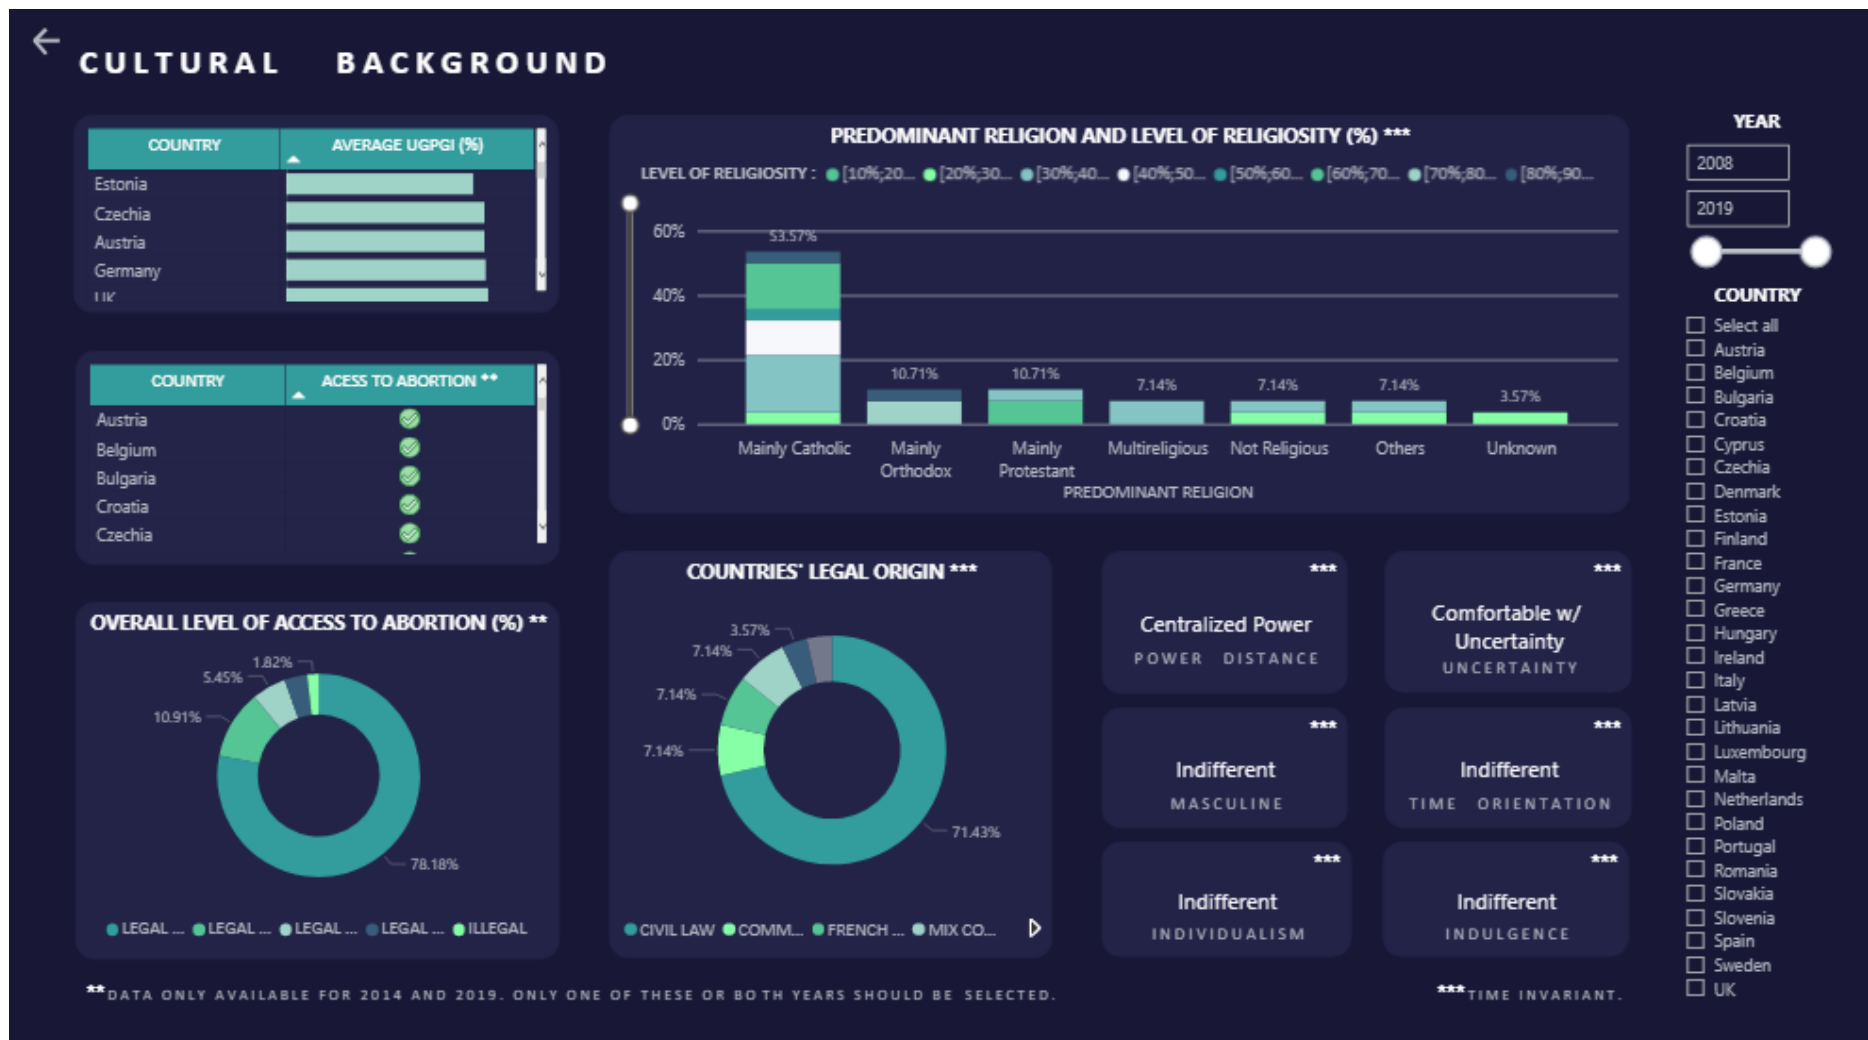 CULTURAL BACKGROUND
COUNTRY AVERAGE UGPGI (%)
Estonia
Czechia
Austria
Germany
UK
COUNTRY ACESS TO ABORTION **
Austria
Belgium
Bulgaria
Croatia
Czechia
OVERALL LEVEL OF ACCESS TO ABORTION (%) **
1.82%
5.45%
10.91%
78.18%
LEGAL ... LEGAL ... LEGAL ... LEGAL ... ILLEGAL
PREDOMINANT RELIGION AND LEVEL OF RELIGIOSITY (%) ***
LEVEL OF RELIGIOSITY : [10%;20... [20%;30... [30%;40... [40%;50... [50%;60... [60%;70... [70%;80... [80%;90...
60%
40%
20%
0%
53.57%
10.71%
10.71%
7.14%
7.14%
7.14%
3.57%
Mainly Catholic
Mainly
Orthodox
Mainly
Protestant
Multireligious
Not Religious
Others
Unknown
PREDOMINANT RELIGION
COUNTRIES' LEGAL ORIGIN ***
3.57%
7.14%
7.14%
7.14%
71.43%
CIVIL LAW COMM... FRENCH ... MIX CO...
***
Centralized Power
POWER DISTANCE
***
Comfortable w/
Uncertainty
UNCERTAINTY
***
Indifferent
MASCULINE
***
Indifferent
TIME ORIENTATION
***
Indifferent
INDIVIDUALISM
***
Indifferent
INDULGENCE
YEAR
2008
2019
COUNTRY
Select all
Austria
Belgium
Bulgaria
Croatia
Cyprus
Czechia
Denmark
Estonia
Finland
France
Germany
Greece
Hungary
Ireland
Italy
Latvia
Lithuania
Luxembourg
Malta
Netherlands
Poland
Portugal
Romania
Slovakia
Slovenia
Spain
Sweden
UK
**DATA ONLY AVAILABLE FOR 2014 AND 2019. ONLY ONE OF THESE OR BOTH YEARS SHOULD BE SELECTED.
***TIME INVARIANT.